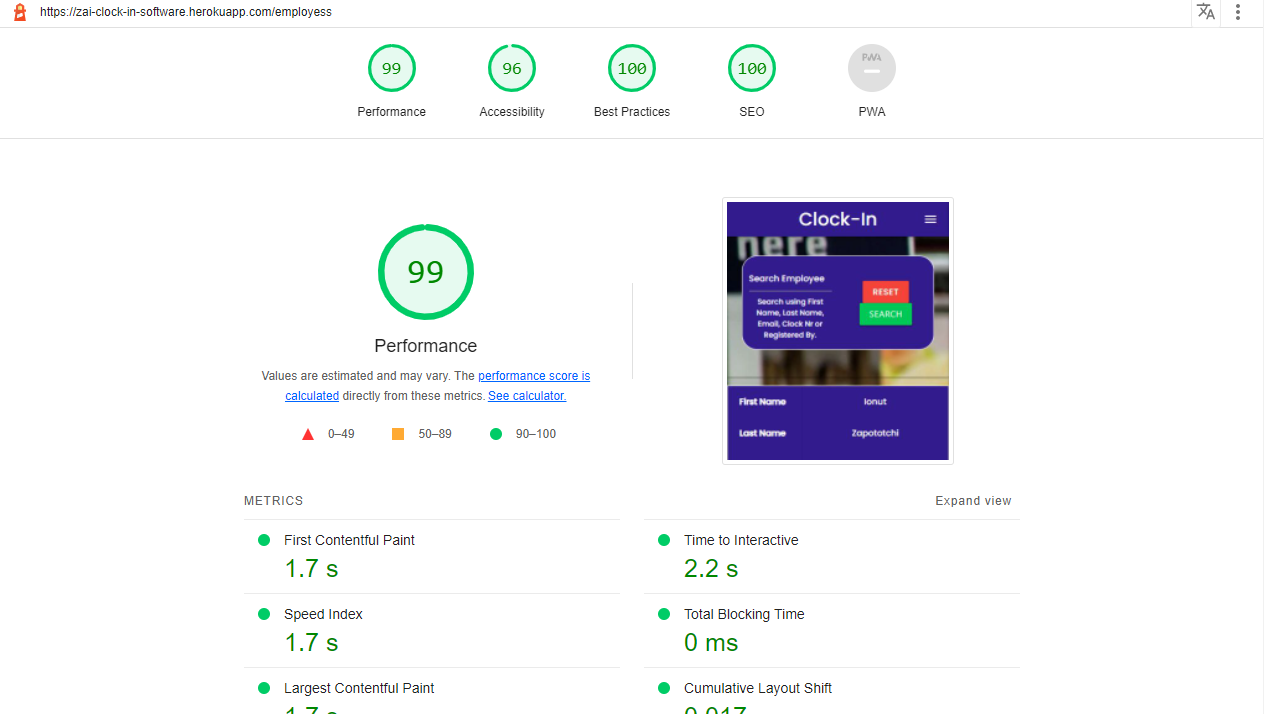 https://zai-clock-in-software.herokuapp.com/employess
99
96
100
100
PWA
Performance
Accessibility
Best Practices
SEO
PWA
99
Performance
Values are estimated and may vary. The performance score is
calculated directly from these metrics. See calculator.
0–49
50–89
90–100
Clock-In
here
Search Employee
Search using First
Name, Last Name,
Email, Clock Nr or
Registered By.
RESET
SEARCH
First Name
Ionut
Last Name
Zapototchi
METRICS
Expand view
First Contentful Paint
1.7 s
Time to Interactive
2.2 s
Speed Index
1.7 s
Total Blocking Time
0 ms
Largest Contentful Paint
1.7 s
Cumulative Layout Shift
0.017